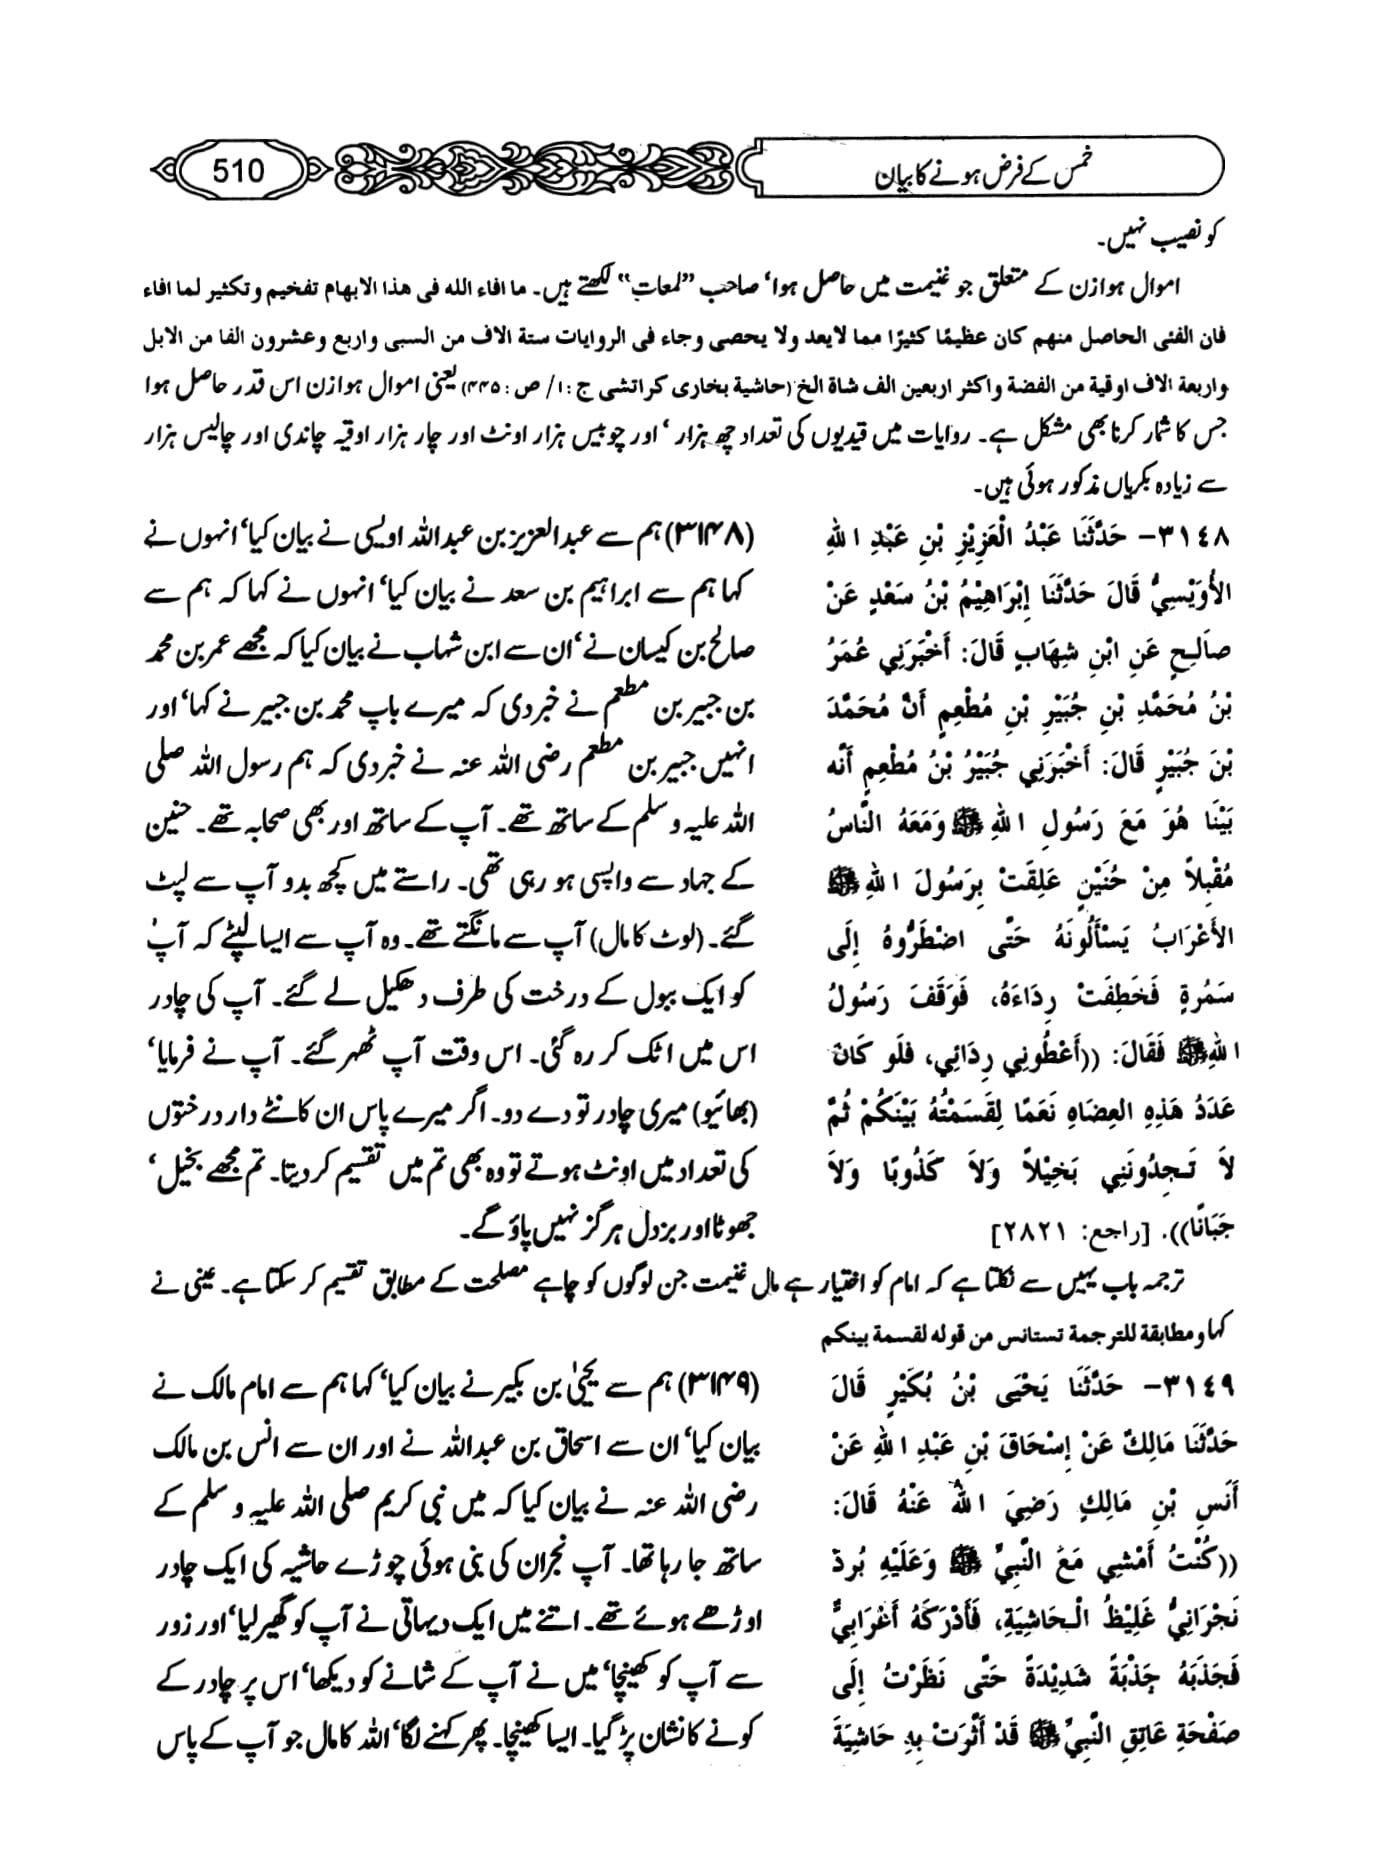 خمس کے فرض ہونے کا بیان
510
کو نصیب نہیں۔
اموال ہوازن کے متعلق جو غنیمت میں حاصل ہوا‘ صاحب ”لمعات“ لکھتے ہیں۔ ما افاء الله فی هذا الابهام تفخیم وتکثیر لما افاء
فان الفئی الحاصل منهم کان عظیمًا کثیرًا مما لایعد ولا یحصی وجاء فی الروایات ستة الاف من السبی واربع وعشرون الفا من الابل
واربعة الاف اوقیة من الفضة واکثر اربعین الف شاة الخ (حاشیة بخاری کراتشی ج :۱/ ص :۴۴۵) یعنی اموال ہوازن اس قدر حاصل ہوا
جس کا شمار کرنا بھی مشکل ہے۔ روایات میں قیدیوں کی تعداد چھ ہزار ‘ اور چوبیس ہزار اونٹ اور چار ہزار اوقیہ چاندی اور چالیس ہزار
سے زیادہ بکریاں مذکور ہوئی ہیں۔
٣١٤٨- حَدَّثَنَا عَبْدُ الْعَزِيْزِ بْنِ عَبْدِ اللهِ
الأُوَيْسِيُّ قَالَ حَدَّثَنَا إِبْرَاهِيْمُ بْنُ سَعْدٍ عَنْ
صَالِحٍ عَنِ ابْنِ شِهَابٍ قَالَ: أَخْبَرَنِي عُمَرُ
بْنُ مُحَمَّدِ بْنِ جُبَيْرِ بْنِ مُطْعِمٍ أَنَّ مُحَمَّدَ
بْنَ جُبَيْرٍ قَالَ: أَخْبَرَنِي جُبَيْرُ بْنُ مُطْعِمٍ أَنَّه
بَيْنَا هُوَ مَعَ رَسُولِ اللهِ ﷺ وَمَعَهُ النَّاسُ
مُقْبِلاً مِنْ حُنَيْنٍ عَلِقَتْ بِرَسُولَ اللهِ ﷺ
الأَعْرَابُ يَسْأَلُونَهُ حَتَّى اضْطَرُّوهُ إِلَى
سَمُرةٍ فَخَطِفَتْ رِدَاءَهُ، فَوَقَفَ رَسُولُ
اللهِ ﷺ فَقَالَ: ((أَعْطُونِي رِدَائِي، فَلَو كَانَ
عَدَدُ هَذِهِ العِضَاهِ نَعَمًا لَقَسَمْتُهُ بَيْنَكُمْ ثُمَّ
لاَ تَجِدُونَنِي بَخِيْلاً وَلاَ كَذُوبًا وَلاَ
جَبَانًا)). [راجع: ٢٨٢١]
(۳۱۴۸) ہم سے عبدالعزیز بن عبداللہ اویسی نے بیان کیا‘ انہوں نے
کہا ہم سے ابراہیم بن سعد نے بیان کیا‘ انہوں نے کہا کہ ہم سے
صالح بن کیسان نے‘ ان سے ابن شہاب نے بیان کیا کہ مجھے عمر بن محمد
بن جبیر بن مطعم نے خبر دی کہ میرے باپ محمد بن جبیر نے کہا‘ اور
انہیں جبیر بن مطعم رضی اللہ عنہ نے خبر دی کہ ہم رسول اللہ صلی
اللہ علیہ وسلم کے ساتھ تھے۔ آپ کے ساتھ اور بھی صحابہ تھے۔ حنین
کے جہاد سے واپسی ہو رہی تھی۔ راستے میں کچھ بدو آپ سے لپٹ
گئے۔ (لوٹ کا مال) آپ سے مانگتے تھے۔ وہ آپ سے ایسا لپٹے کہ آپ
کو ایک ببول کے درخت کی طرف دھکیل لے گئے۔ آپ کی چادر
اس میں اٹک کر رہ گئی۔ اس وقت آپ ٹھہر گئے۔ آپ نے فرمایا‘
(بھائیو) میری چادر تو دے دو۔ اگر میرے پاس ان کانٹے دار درختوں
کی تعداد میں اونٹ ہوتے تو وہ بھی تم میں تقسیم کر دیتا۔ تم مجھے بخیل‘
جھوٹا اور بزدل ہرگز نہیں پاؤ گے۔
ترجمہ باب یہیں سے نکلتا ہے کہ امام کو اختیار ہے مال غنیمت جن لوگوں کو چاہے مصلحت کے مطابق تقسیم کر سکتا ہے۔ عینی نے
کہا ومطابقة للترجمة تستانس من قوله لقسمة بینکم
٣١٤٩- حَدَّثَنَا يَحْيَى بْنُ بُكَيْرٍ قَالَ
حَدَّثَنَا مَالِكٌ عَنْ إِسْحَاقَ بْنِ عَبْدِ اللهِ عَنْ
أَنَسِ بْنِ مَالِكٍ رَضِيَ اللهُ عَنْهُ قَالَ:
((كُنْتُ أَمْشِي مَعَ النَّبِيِّ ﷺ وَعَلَيْهِ بُرْدٌ
نَجْرَانِيٌّ غَلِيْظُ الْحَاشِيَةِ، فَأَدْرَكَهُ أَعْرَابِيٌّ
فَجَذَبَهُ جَذْبَةً شَدِيْدَةً حَتَّى نَظَرْتُ إِلَى
صَفْحَةِ عَاتِقِ النَّبِيِّ ﷺ قَدْ أَثَّرَتْ بِهِ حَاشِيَةَ
(۳۱۴۹) ہم سے یحییٰ بن بکیر نے بیان کیا‘ کہا ہم سے امام مالک نے
بیان کیا‘ ان سے اسحاق بن عبداللہ نے اور ان سے انس بن مالک
رضی اللہ عنہ نے بیان کیا کہ میں نبی کریم صلی اللہ علیہ وسلم کے
ساتھ جا رہا تھا۔ آپ نجران کی بنی ہوئی چوڑے حاشیہ کی ایک چادر
اوڑھے ہوئے تھے۔ اتنے میں ایک دیہاتی نے آپ کو گھیر لیا‘ اور زور
سے آپ کو کھینچا‘ میں نے آپ کے شانے کو دیکھا‘ اس پر چادر کے
کونے کا نشان پڑ گیا۔ ایسا کھینچا۔ پھر کہنے لگا‘ اللہ کا مال جو آپ کے پاس